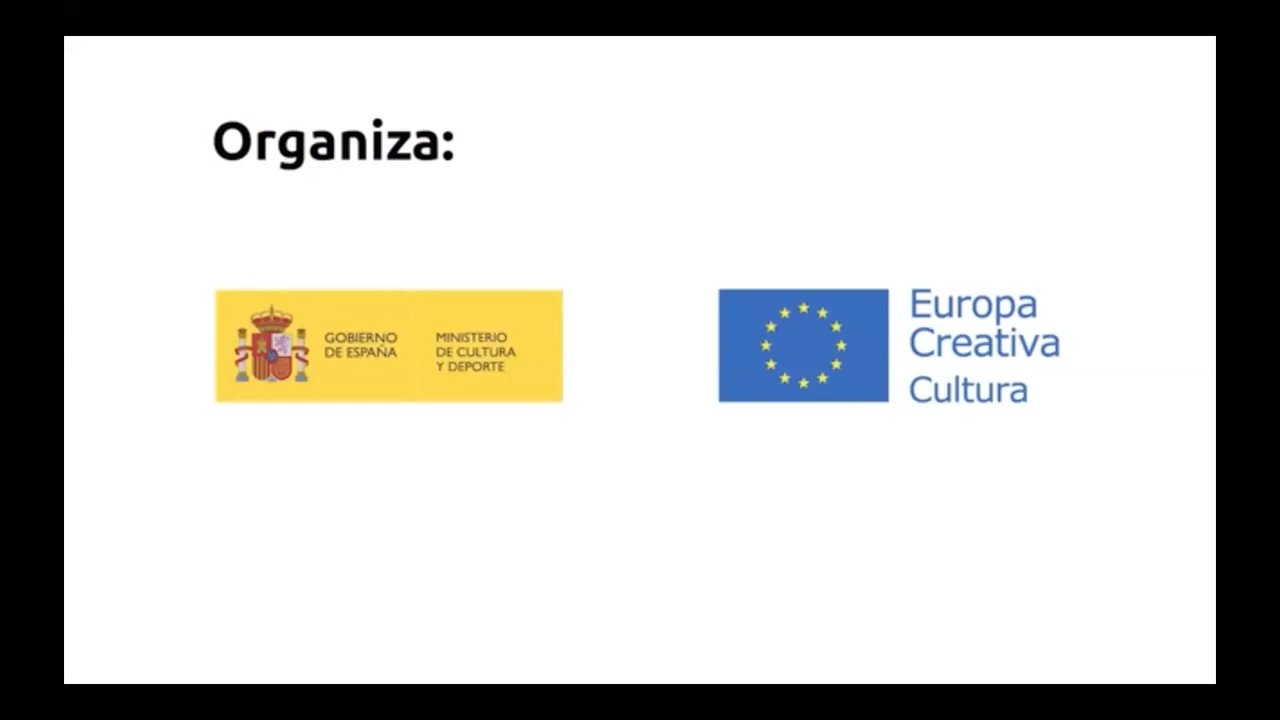 Organiza:
GOBIERNO
DE ESPAÑA
MINISTERIO
DE CULTURA
Y DEPORTE
Europa
Creativa
Cultura